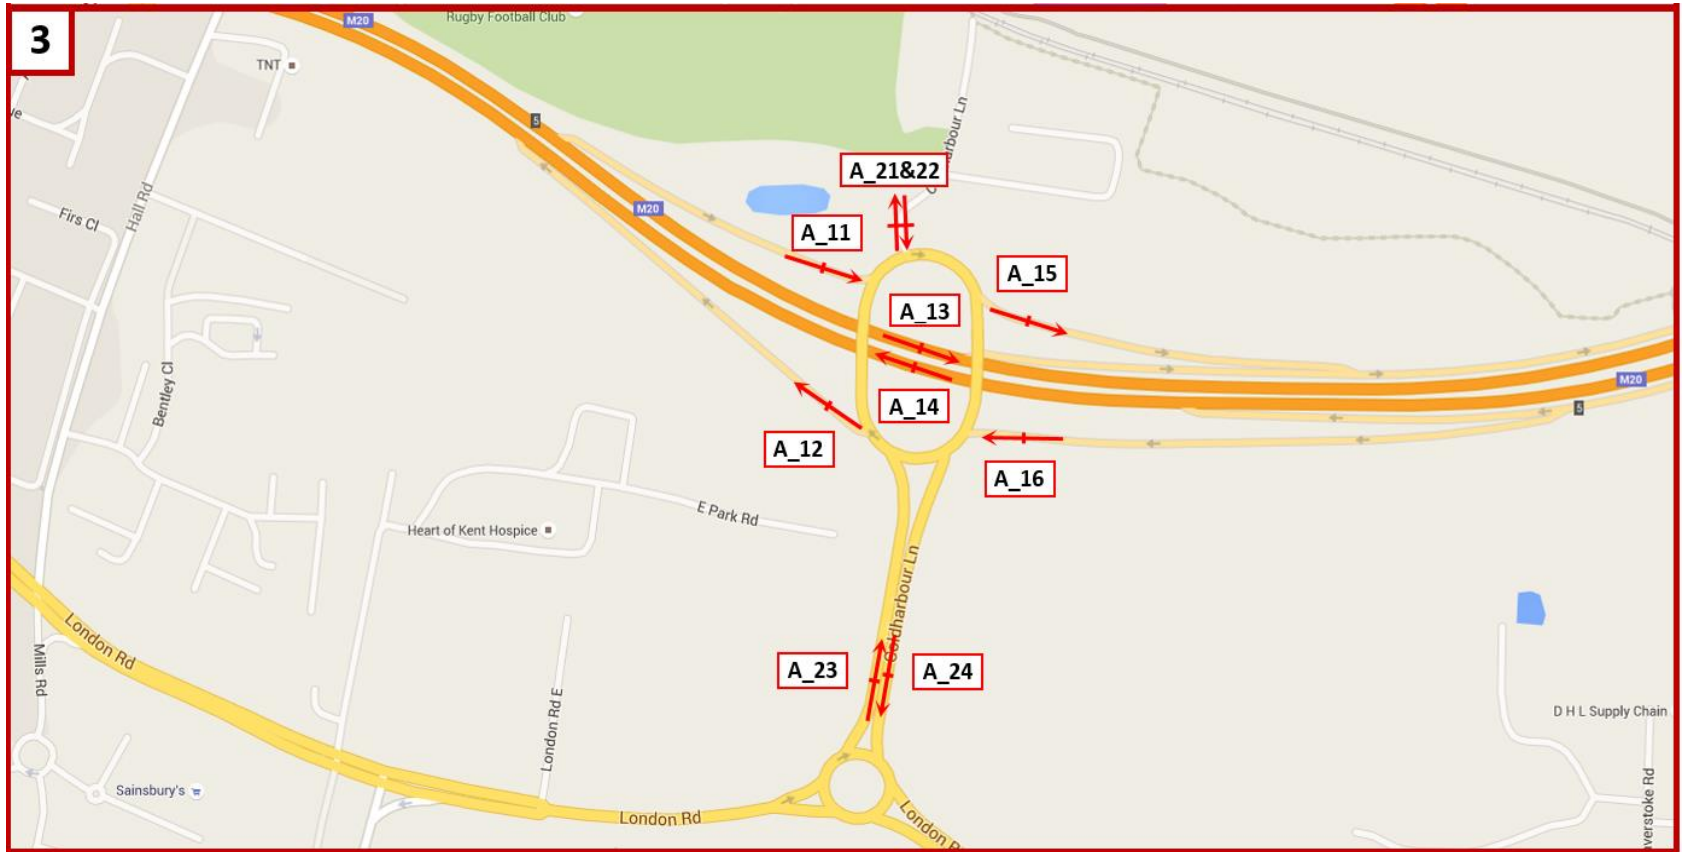 3
M20
Rugby Football Club
TNT
5
Hall Rd
Firs Cl
M20
A_21&22
A_11
A_15
A_13
M20
5
A_14
A_12
A_16
Bentley Cl
E Park Rd
Heart of Kent Hospice
Coldharbour Ln
A_23
A_24
London Rd
Mills Rd
London Rd E
D H L Supply Chain
Sainsbury's
London Rd
London